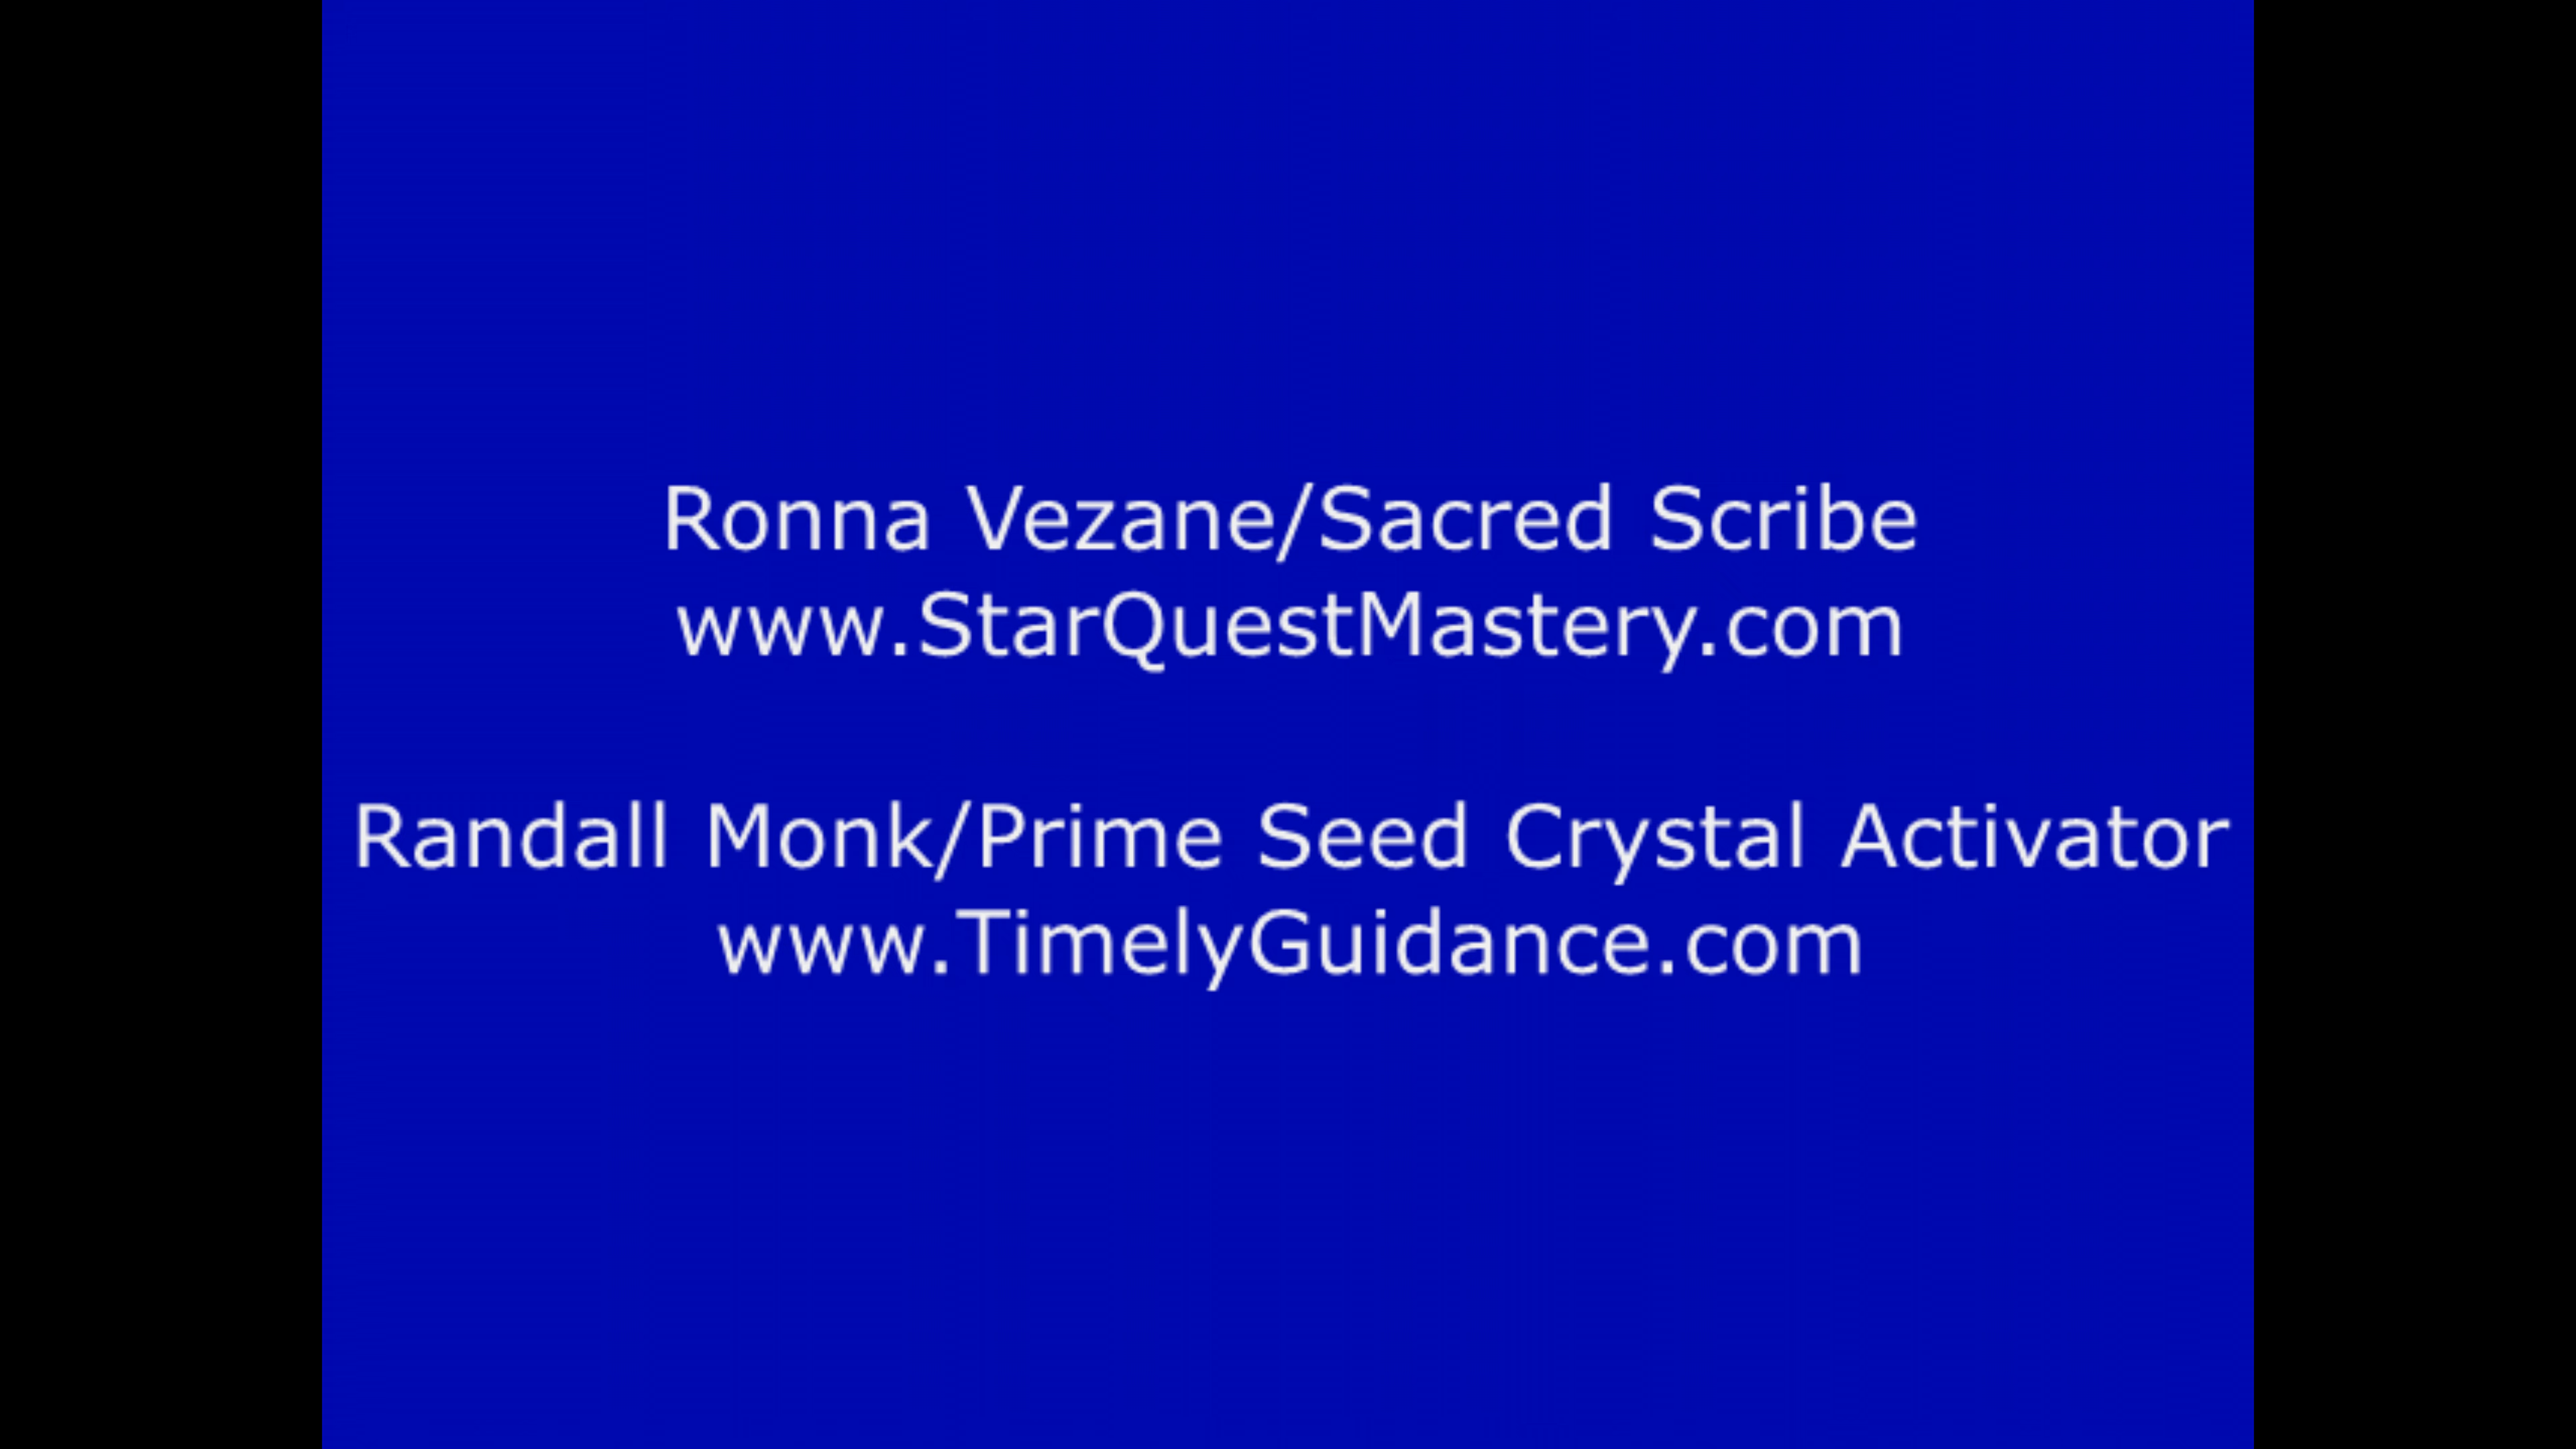 Ronna Vezane/Sacred Scribe
www.StarQuestMastery.com
Randall Monk/Prime Seed Crystal Activator
www.TimelyGuidance.com